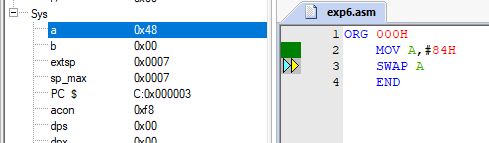 Sys
a 0x48
b 0x00
extsp 0x0007
sp_max 0x0007
PC $ C:0x000003
acon 0xf8
dps 0x00
exp6.asm
1 ORG 000H
2 MOV A,#84H
3 SWAP A
4 END